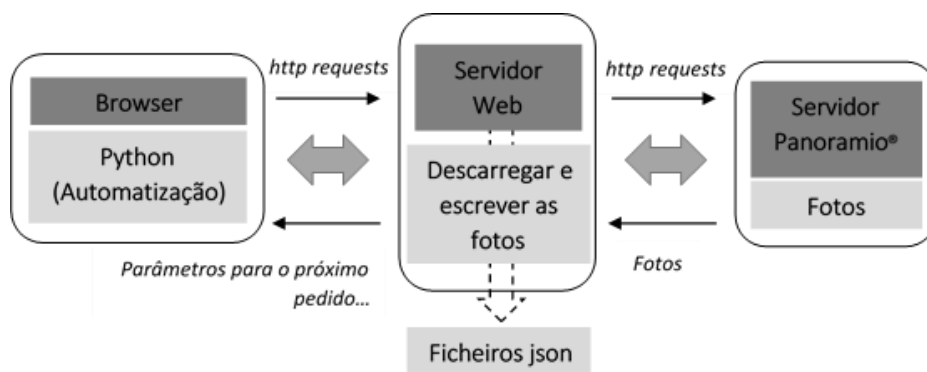 http requests
Browser
Python
(Automatização)
Parâmetros para o próximo
pedido...
Servidor
Web
Descarregar e
escrever as
fotos
Ficheiros json
http requests
Servidor
Panoramio®
Fotos
Fotos